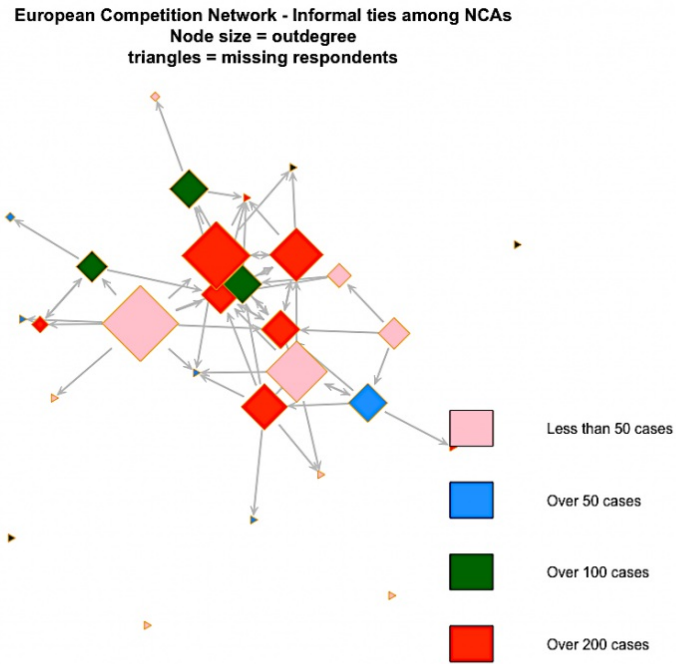 European Competition Network - Informal ties among NCAs
Node size = outdegree
triangles = missing respondents
Less than 50 cases
Over 50 cases
Over 100 cases
Over 200 cases